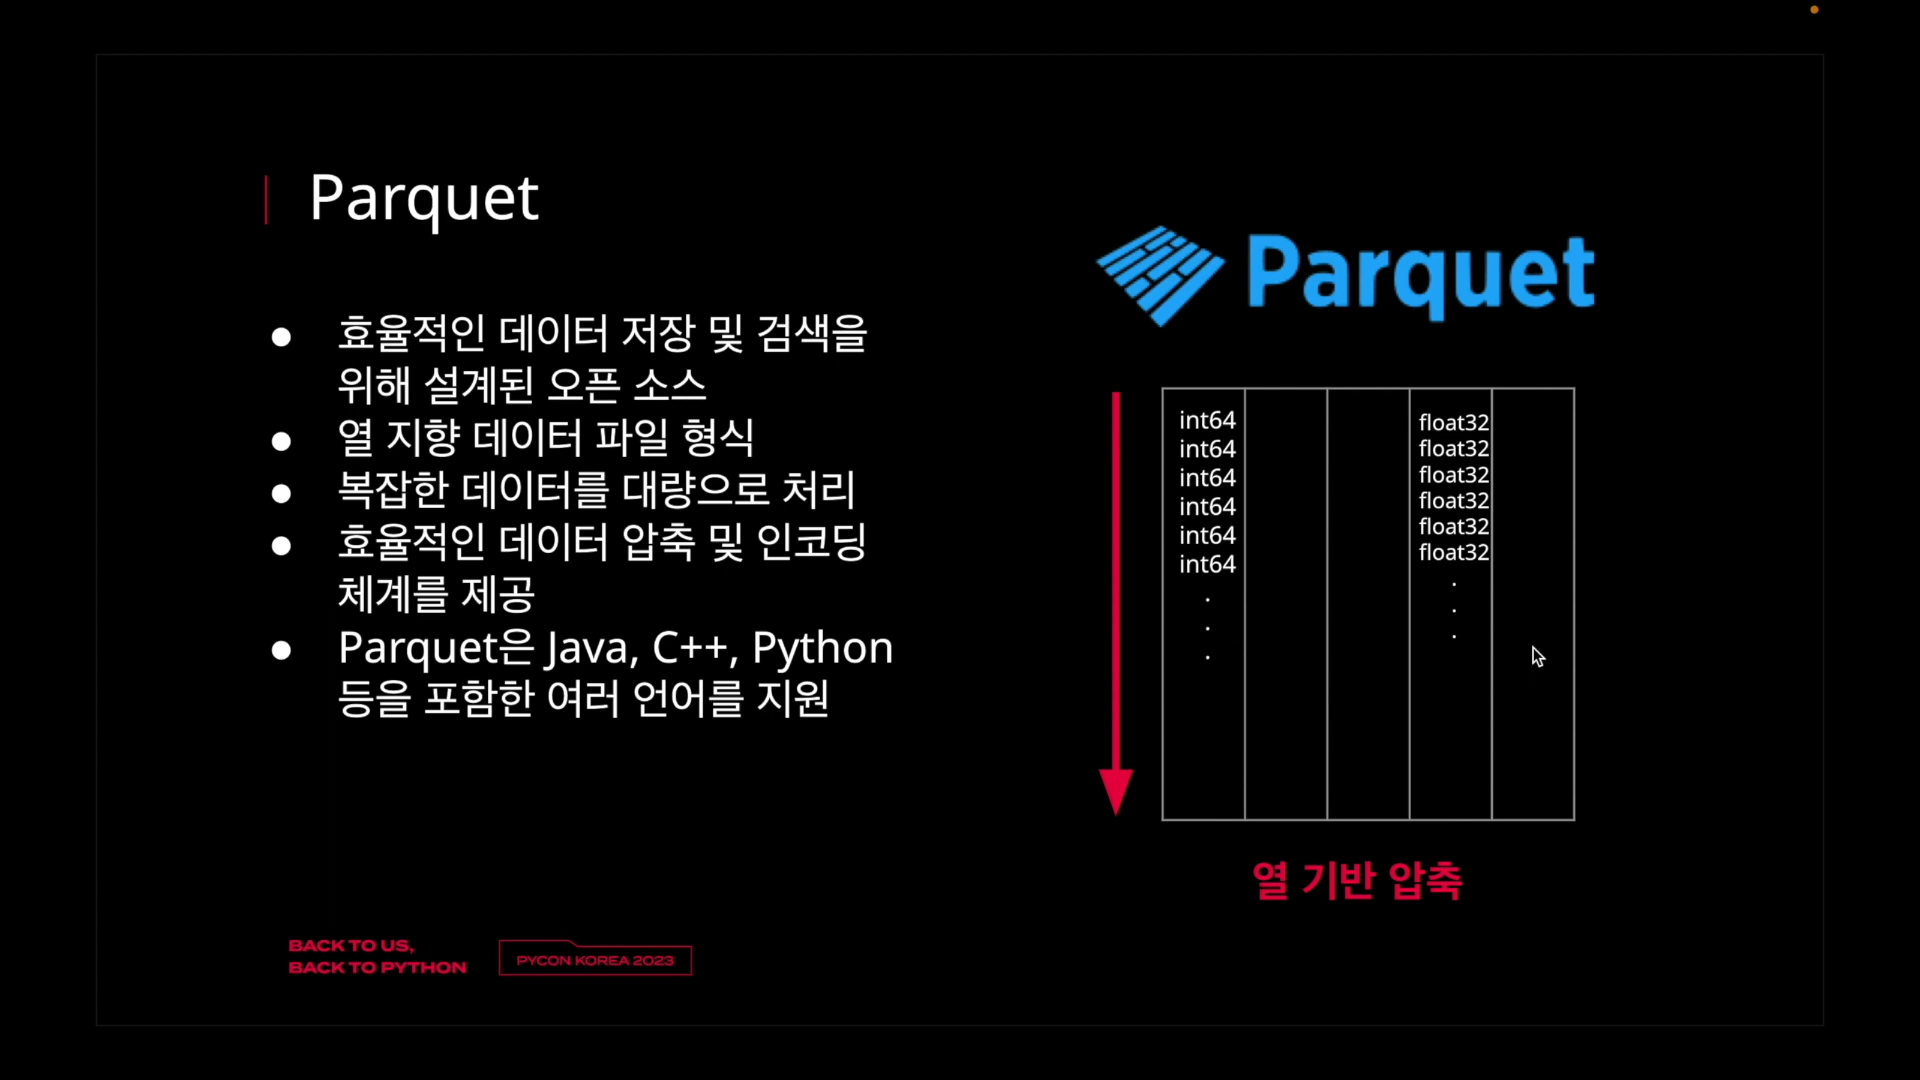 Parquet
● 효율적인 데이터 저장 및 검색을
위해 설계된 오픈 소스
● 열 지향 데이터 파일 형식
● 복잡한 데이터를 대량으로 처리
● 효율적인 데이터 압축 및 인코딩
체계를 제공
● Parquet은 Java, C++, Python
등을 포함한 여러 언어를 지원
Parquet
int64
int64
int64
int64
int64
int64
.
.
.
float32
float32
float32
float32
float32
float32
.
.
.
열 기반 압축
BACK TO US,
BACK TO PYTHON
PYCON KOREA 2023